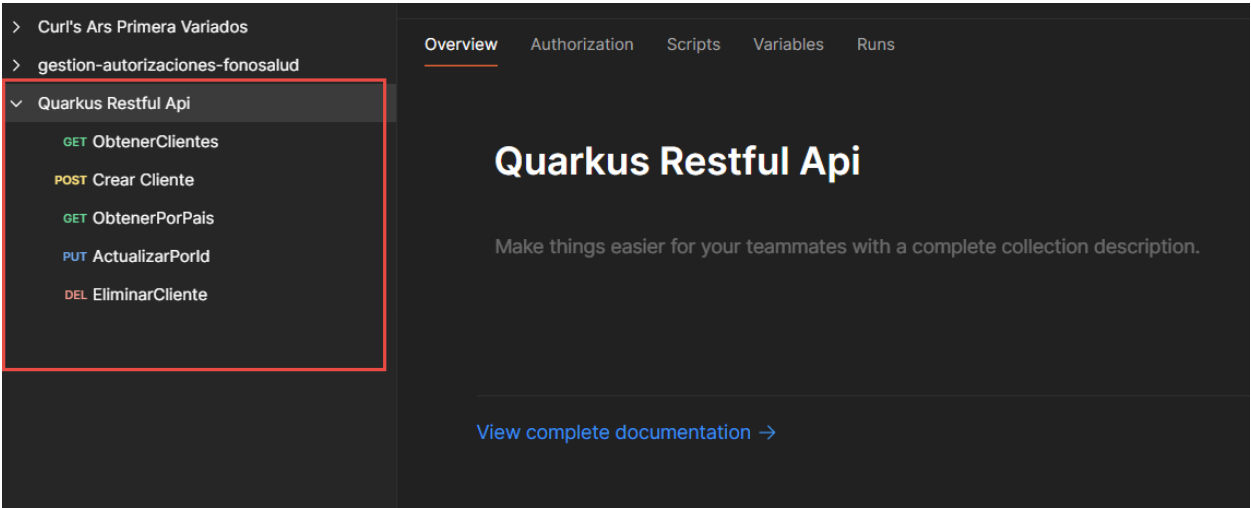 Curl's Ars Primera Variados
gestion-autorizaciones-fonosalud
Quarkus Restful Api
GET ObtenerClientes
POST Crear Cliente
GET ObtenerPorPais
PUT ActualizarPorId
DEL EliminarCliente
Overview Authorization Scripts Variables Runs
Quarkus Restful Api
Make things easier for your teammates with a complete collection description.
View complete documentation →